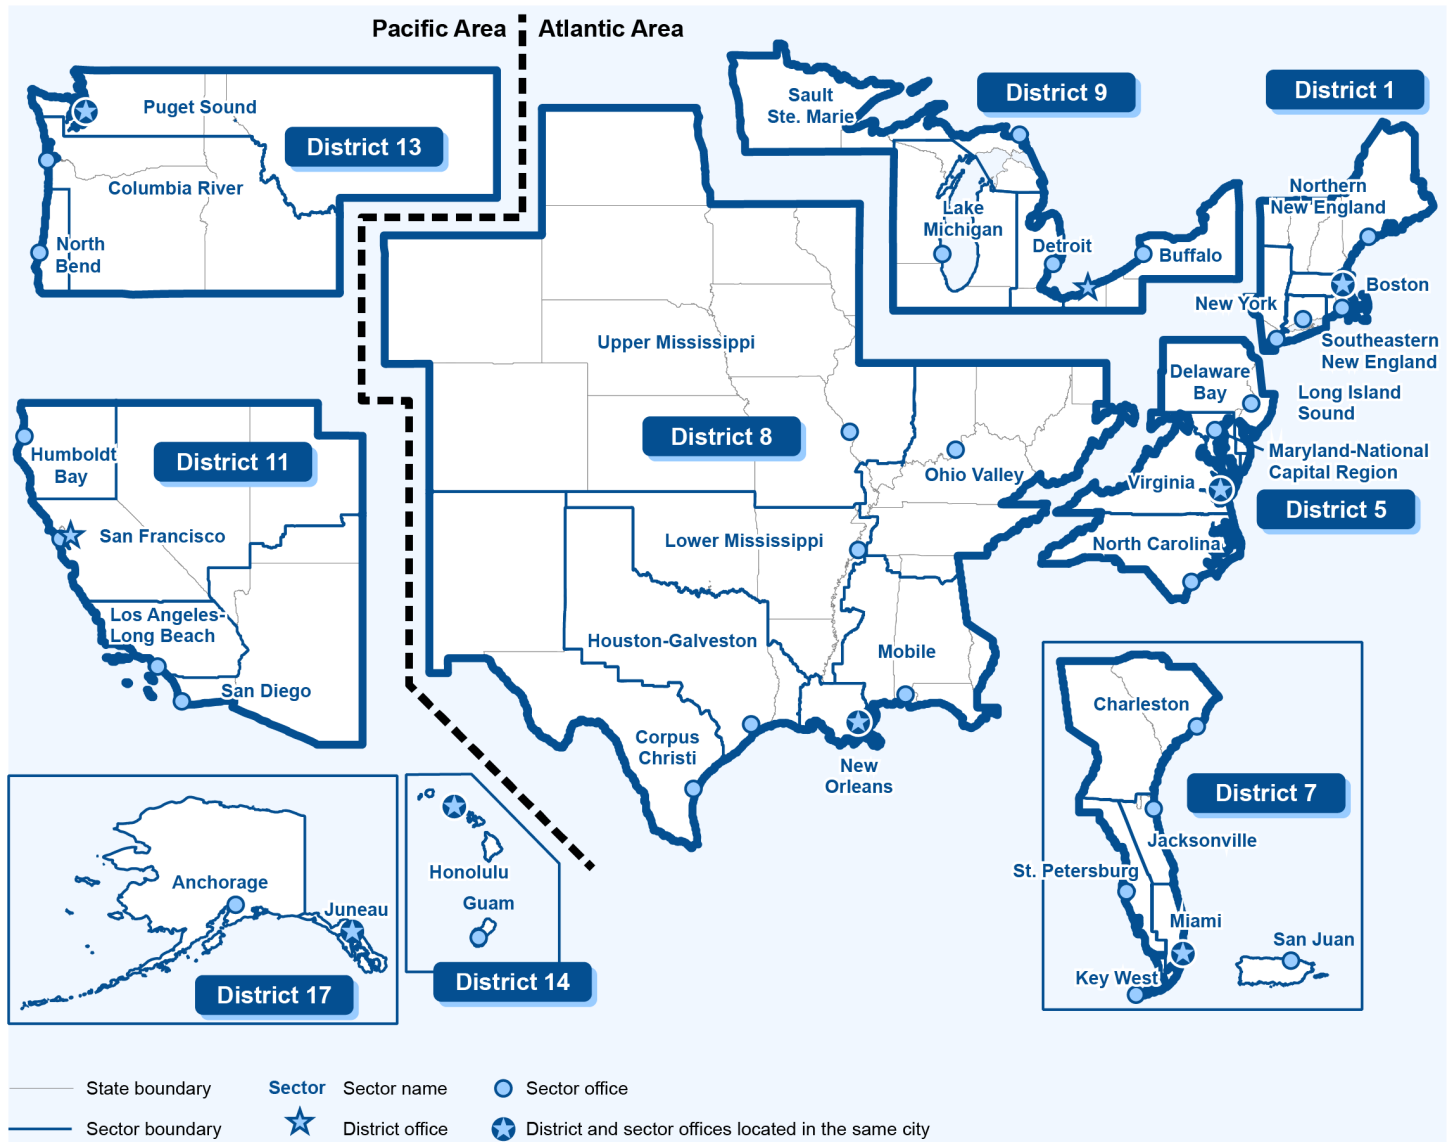 Pacific Area
Atlantic Area
District 13
Puget Sound
Columbia River
North
Bend
District 9
Sault
Ste. Marie
Lake
Michigan
Detroit
Buffalo
District 1
Northern
New England
Boston
New York
Southeastern
New England
Long Island
Sound
District 8
Upper Mississippi
Ohio Valley
Lower Mississippi
Houston-Galveston
Mobile
Corpus
Christi
New
Orleans
Delaware
Bay
Maryland-National
Capital Region
Virginia
District 5
North Carolina
District 11
Humboldt
Bay
San Francisco
Los Angeles-
Long Beach
San Diego
District 7
Charleston
Jacksonville
St. Petersburg
Miami
Key West
San Juan
Anchorage
Juneau
District 17
Honolulu
Guam
District 14
State boundary
Sector Sector name
Sector office
Sector boundary
District office
District and sector offices located in the same city